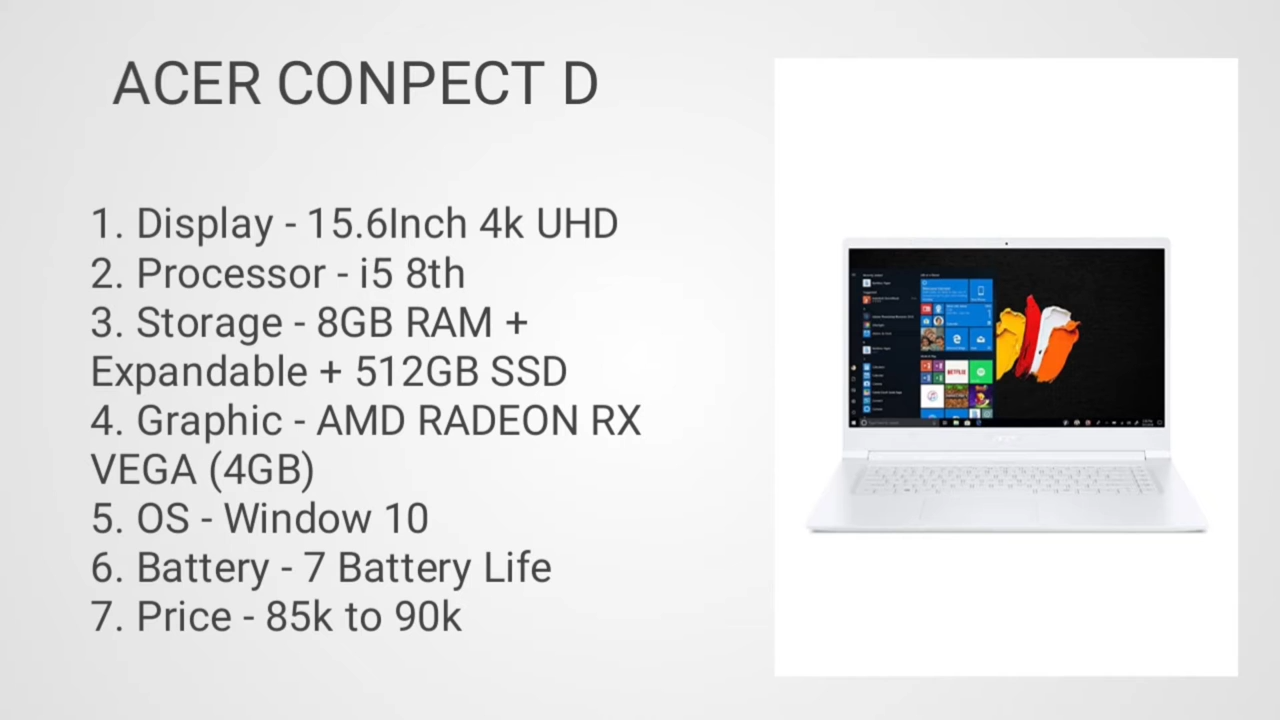 ACER CONPECT D
1. Display - 15.6Inch 4k UHD
2. Processor - i5 8th
3. Storage - 8GB RAM +
Expandable + 512GB SSD
4. Graphic - AMD RADEON RX
VEGA (4GB)
5. OS - Window 10
6. Battery - 7 Battery Life
7. Price - 85k to 90k
NETFLIX
acer